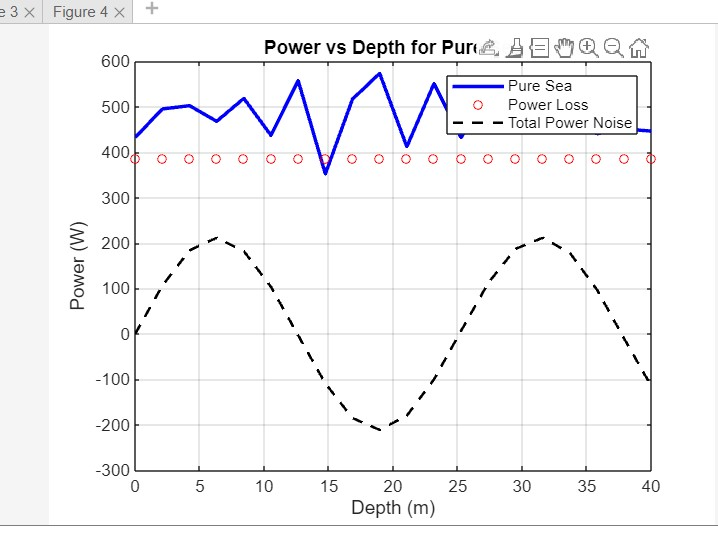 e 3 ×
Figure 4 ×
+
Power vs Depth for Pure
600
500
400
300
200
100
0
-100
-200
-300
Power (W)
Pure Sea
Power Loss
Total Power Noise
0 5 10 15 20 25 30 35 40
Depth (m)